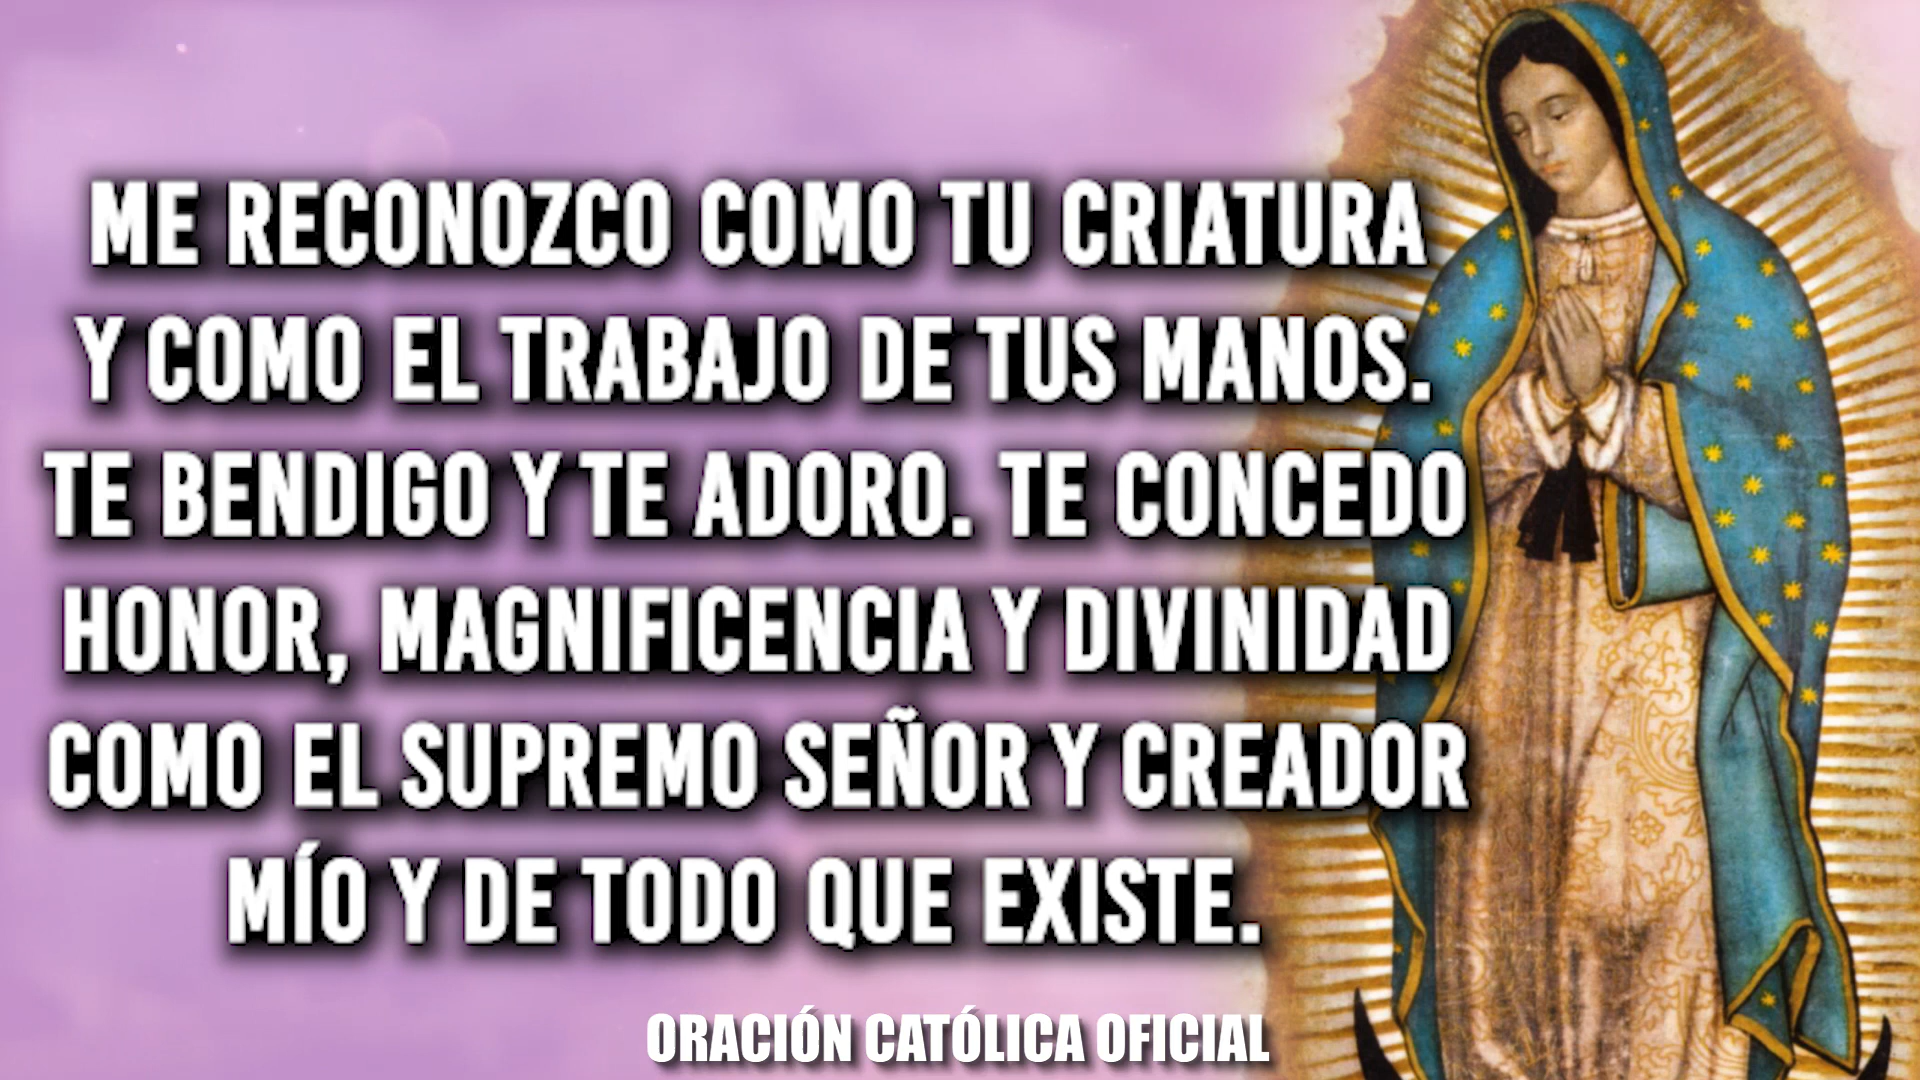 ME RECONOZCO COMO TU CRIATURA
Y COMO EL TRABAJO DE TUS MANOS.
TE BENDIGO Y TE ADORO. TE CONCEDO
HONOR, MAGNIFICENCIA Y DIVINIDAD
COMO EL SUPREMO SEÑOR Y CREADOR
MÍO Y DE TODO QUE EXISTE.
ORACIÓN CATÓLICA OFICIAL